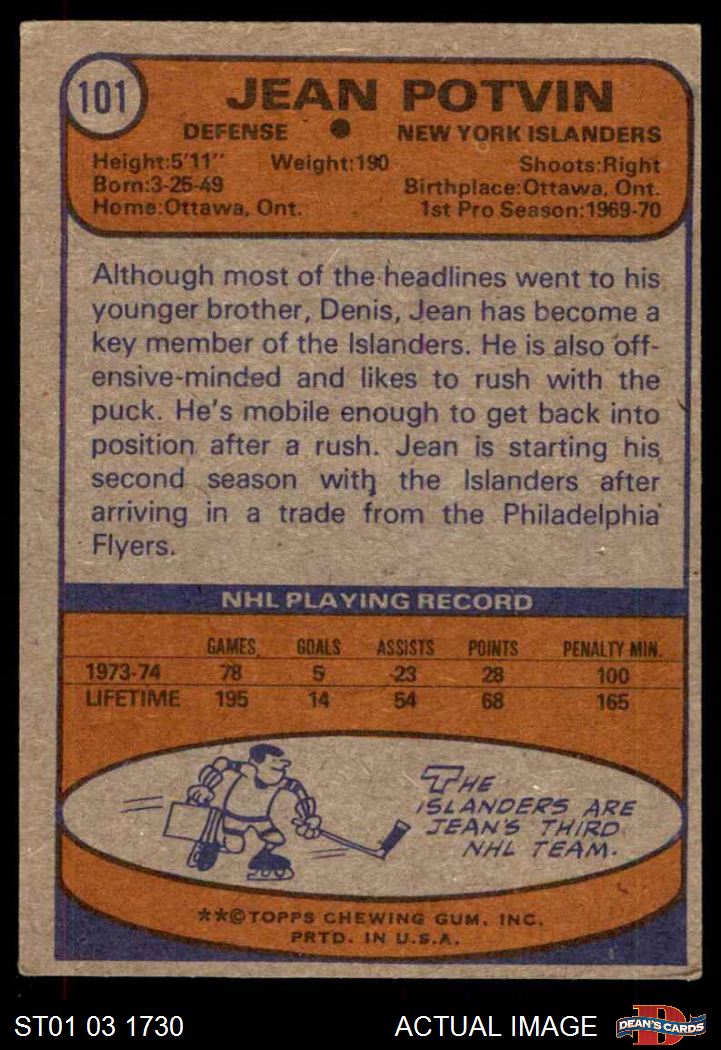 101
JEAN POTVIN
DEFENSE ● NEW YORK ISLANDERS
Height:5'11" Weight:190 Shoots:Right
Born:3-25-49 Birthplace:Ottawa, Ont.
Home:Ottawa, Ont. 1st Pro Season:1969-70
Although most of the headlines went to his
younger brother, Denis, Jean has become a
key member of the Islanders. He is also off-
ensive-minded and likes to rush with the
puck. He's mobile enough to get back into
position after a rush. Jean is starting his
second season with the Islanders after
arriving in a trade from the Philadelphia
Flyers.
NHL PLAYING RECORD
GAMES GOALS ASSISTS POINTS PENALTY MIN.
1973-74 78 5 23 28 100
LIFETIME 195 14 54 68 165
THE
ISLANDERS ARE
JEAN'S THIRD
NHL TEAM.
**©TOPPS CHEWING GUM, INC.
PRTD. IN U.S.A.
ST01 03 1730 ACTUAL IMAGE
D
DEAN'S CARDS